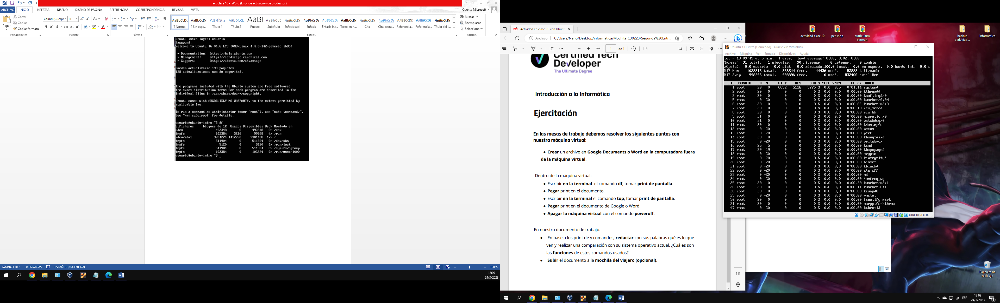 act clase 10 - Word (Error de activación de productos)
ARCHIVO INICIO INSERTAR DISEÑO DISEÑO DE PÁGINA REFERENCIAS CORRESPONDENCIA REVISAR VISTA
Cuenta Microsoft
Pegar
Cortar
Copiar
Copiar formato
Portapapeles
Calibri (Cuerpo 11
N K S abc x₂ x²
Fuente
Párrafo
AaBbCcDc AaBbCcDc AaBbCc AaBbCcD AaBl AaBbCcD AaBbCcDc AaBbCcDc AaBbCcDc AaBbCcDc AaBbCcDc AaBbCcDc AABBCCDE AABBCCDE AaBbCcDc
¶ Normal ¶ Sin espa... Título 1 Título 2 Puesto Subtítulo Énfasis sutil Énfasis Énfasis int... Texto en n... Cita Cita desta... Referencia... Referencia... Título del l...
Estilos
Buscar
Reemplazar
Seleccionar
Edición
ubuntu-intro login: usuario
Password:
Welcome to Ubuntu 16.04.6 LTS (GNU/Linux 4.4.0-142-generic i686)
* Documentation: https://help.ubuntu.com
* Management: https://landscape.canonical.com
* Support: https://ubuntu.com/advantage
Pueden actualizarse 193 paquetes.
138 actualizaciones son de seguridad.
The programs included with the Ubuntu system are free software;
the exact distribution terms for each program are described in the
individual files in /usr/share/doc/*/copyright.
Ubuntu comes with ABSOLUTELY NO WARRANTY, to the extent permitted by
applicable law.
To run a command as administrator (user "root"), use "sudo <command>".
See "man sudo_root" for details.
usuario@ubuntu-intro:~$ df
S.ficheros bloques de 1K Usados Disponibles Uso% Montado en
udev 492348 0 492348 0% /dev
tmpfs 102384 3216 99168 4% /run
/dev/sda1 9204224 1412220 7301408 17% /
tmpfs 511904 0 511904 0% /dev/shm
tmpfs 5120 0 5120 0% /run/lock
tmpfs 511904 0 511904 0% /sys/fs/cgroup
tmpfs 102384 0 102384 0% /run/user/1000
usuario@ubuntu-intro:~$ _
PÁGINA 1 DE 1 0 PALABRAS ESPAÑOL (ARGENTINA)
100 %
13:09
24/3/2023
Actividad en clase 10 con Ubunt
Archivo C:/Users/Nano/Desktop/informatica/Mochila_C30223/Segunda%20Entr...
1 de 1
Certified Tech
Developer
The Ultimate Degree
Introducción a la Informática
Ejercitación
En las mesas de trabajo debemos resolver los siguientes puntos con
nuestra máquina virtual:
● Crear un archivo en Google Documents o Word en la computadora fuera
de la máquina virtual.
Dentro de la máquina virtual:
● Escribir en la terminal el comando df, tomar print de pantalla.
● Pegar print en el documento.
● Escribir en la terminal el comando top, tomar print de pantalla.
● Pegar print en el documento de Google o Word.
● Apagar la máquina virtual con el comando poweroff.
En nuestro documento de trabajo.
● En base a los print de y comandos, redactar con sus palabras qué es lo que
ven y realizar una comparación con su sistema operativo actual. ¿Cuáles son
las funciones de estos comandos usados?.
● Subir el documento a la mochila del viajero (opcional).
actividad clase 10
pet shop
curriculum
batman
backup
actividad...
informatica
Ubuntu-CLI-intro [Corriendo] - Oracle VM VirtualBox
Archivo Máquina Ver Entrada Dispositivos Ayuda
top - 13:09:49 up 6 min, 1 user, load average: 0,00, 0,02, 0,00
Tareas: 91 total, 1 ejecutar, 90 hibernar, 0 detener, 0 zombie
%Cpu(s): 0,0 usuario, 0,0 sist, 0,0 adecuado,100,0 inact, 0,0 en espera, 0,0 hardw int, 0,0 s
KiB Mem : 1023812 total, 826544 free, 44436 used, 152832 buff/cache
KiB Swap: 998396 total, 998396 free, 0 used. 832400 avail Mem
PID USUARIO PR NI VIRT RES SHR S %CPU %MEM HORA+ ORDEN
1 root 20 0 6692 5116 3776 S 0,0 0,5 0:01.14 systemd
2 root 20 0 0 0 0 S 0,0 0,0 0:00.00 kthreadd
3 root 20 0 0 0 0 S 0,0 0,0 0:00.00 ksoftirqd/0
5 root 0 -20 0 0 0 S 0,0 0,0 0:00.00 kworker/0:0H
6 root 20 0 0 0 0 S 0,0 0,0 0:00.02 kworker/u2:0
7 root 20 0 0 0 0 S 0,0 0,0 0:00.10 rcu_sched
8 root 20 0 0 0 0 S 0,0 0,0 0:00.00 rcu_bh
9 root rt 0 0 0 0 S 0,0 0,0 0:00.00 migration/0
10 root rt 0 0 0 0 S 0,0 0,0 0:00.00 watchdog/0
11 root 20 0 0 0 0 S 0,0 0,0 0:00.00 kdevtmpfs
12 root 0 -20 0 0 0 S 0,0 0,0 0:00.00 netns
13 root 0 -20 0 0 0 S 0,0 0,0 0:00.00 perf
14 root 20 0 0 0 0 S 0,0 0,0 0:00.00 khungtaskd
15 root 0 -20 0 0 0 S 0,0 0,0 0:00.00 writeback
16 root 25 5 0 0 0 S 0,0 0,0 0:00.00 ksmd
17 root 39 19 0 0 0 S 0,0 0,0 0:00.00 khugepaged
18 root 0 -20 0 0 0 S 0,0 0,0 0:00.00 crypto
19 root 0 -20 0 0 0 S 0,0 0,0 0:00.00 kintegrityd
20 root 0 -20 0 0 0 S 0,0 0,0 0:00.00 bioset
21 root 0 -20 0 0 0 S 0,0 0,0 0:00.00 kblockd
22 root 0 -20 0 0 0 S 0,0 0,0 0:00.00 ata_sff
23 root 0 -20 0 0 0 S 0,0 0,0 0:00.00 md
24 root 0 -20 0 0 0 S 0,0 0,0 0:00.00 devfreq_wq
25 root 20 0 0 0 0 S 0,0 0,0 0:00.39 kworker/u2:1
26 root 20 0 0 0 0 S 0,0 0,0 0:00.11 kworker/0:1
28 root 20 0 0 0 0 S 0,0 0,0 0:00.00 kswapd0
29 root 0 -20 0 0 0 S 0,0 0,0 0:00.00 vmstat
30 root 20 0 0 0 0 S 0,0 0,0 0:00.00 fsnotify_mark
31 root 20 0 0 0 0 S 0,0 0,0 0:00.00 ecryptfs-kthrea
47 root 0 -20 0 0 0 S 0,0 0,0 0:00.00 kthrotld
CTRL DERECHA
Papelera de
reciclaje
ESP
13:09
24/3/2023